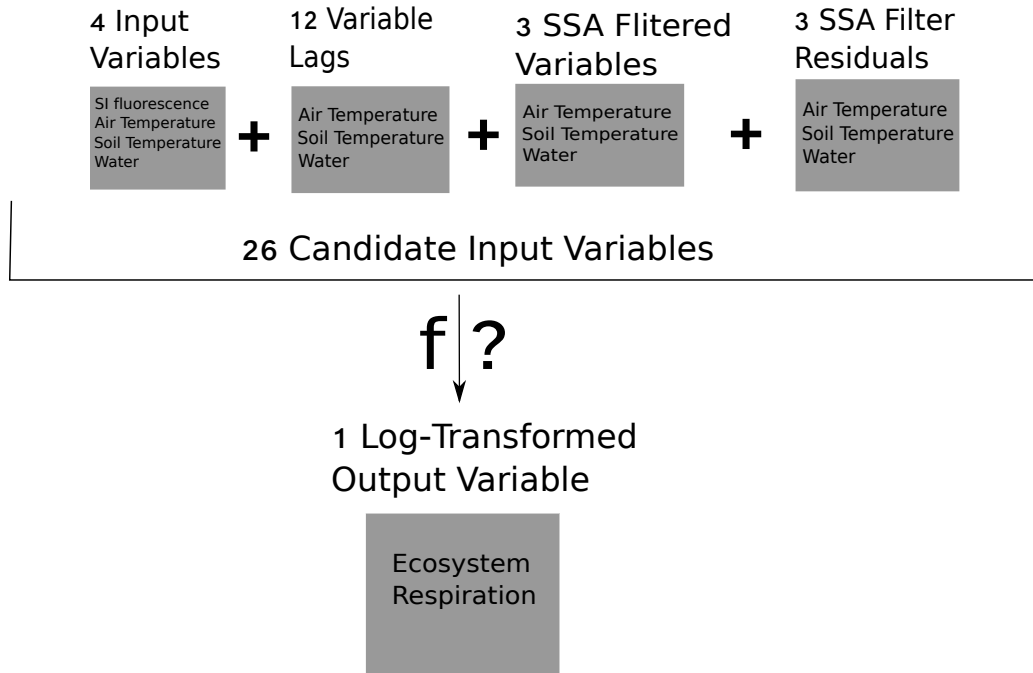 4 Input
Variables
SI fluorescence
Air Temperature
Soil Temperature
Water
+
12 Variable
Lags
Air Temperature
Soil Temperature
Water
+
3 SSA Flitered
Variables
Air Temperature
Soil Temperature
Water
+
3 SSA Filter
Residuals
Air Temperature
Soil Temperature
Water
26 Candidate Input Variables
f ?
1 Log-Transformed
Output Variable
Ecosystem
Respiration